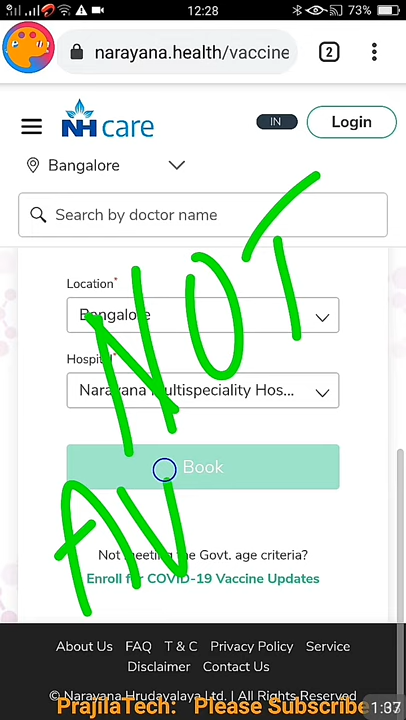 12:28 73%
narayana.health/vaccine 2
NH care IN Login
Bangalore
Search by doctor name
Location*
Bangalore
Hospital*
Narayana Multispeciality Hos...
NOT
Book
AV
Not meeting the Govt. age criteria?
Enroll for COVID-19 Vaccine Updates
About Us FAQ T & C Privacy Policy Service
Disclaimer Contact Us
© Narayana Hrudayalaya Ltd. | All Rights Reserved
PrajilaTech: Please Subscribe